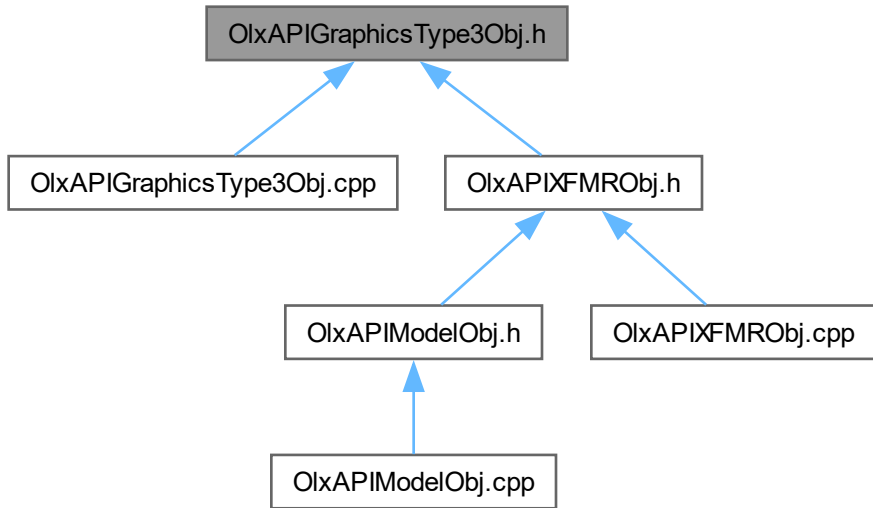 OlxAPIGraphicsType3Obj.h
OlxAPIGraphicsType3Obj.cpp
OlxAPIXFMRObj.h
OlxAPIModelObj.h
OlxAPIXFMRObj.cpp
OlxAPIModelObj.cpp